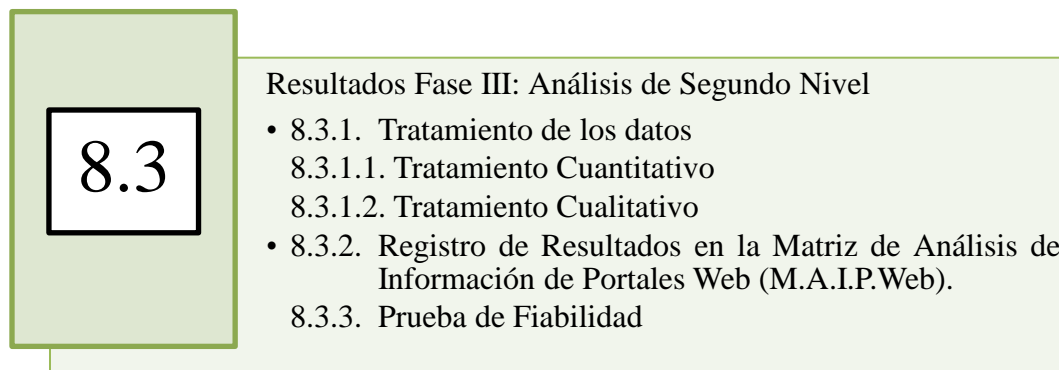 8.3
Resultados Fase III: Análisis de Segundo Nivel
• 8.3.1. Tratamiento de los datos
8.3.1.1. Tratamiento Cuantitativo
8.3.1.2. Tratamiento Cualitativo
• 8.3.2. Registro de Resultados en la Matriz de Análisis de
Información de Portales Web (M.A.I.P.Web).
8.3.3. Prueba de Fiabilidad